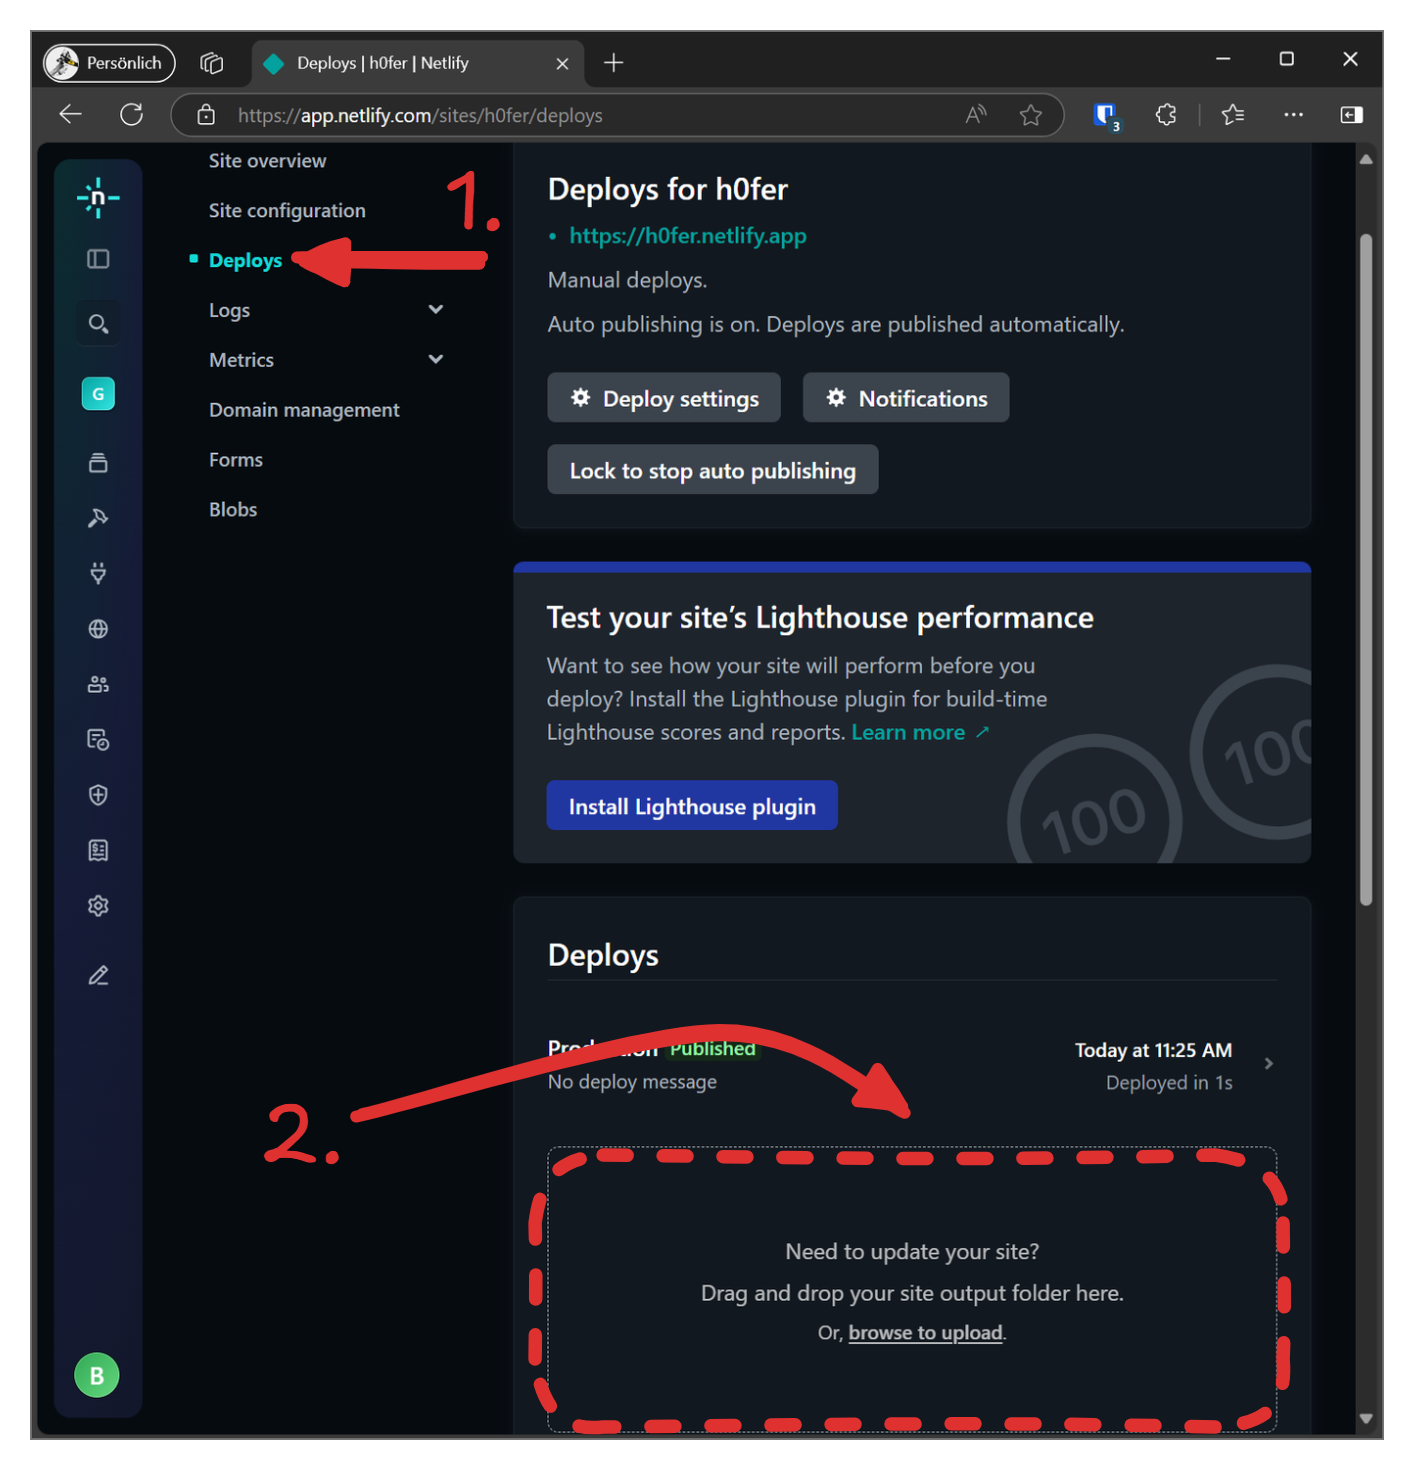 Persönlich
Deploys | h0fer | Netlify
https://app.netlify.com/sites/h0fer/deploys
3
n
G
B
Site overview
Site configuration
Deploys
Logs
Metrics
Domain management
Forms
Blobs
1.
Deploys for h0fer
• https://h0fer.netlify.app
Manual deploys.
Auto publishing is on. Deploys are published automatically.
Deploy settings
Notifications
Lock to stop auto publishing
Test your site's Lighthouse performance
Want to see how your site will perform before you
deploy? Install the Lighthouse plugin for build-time
Lighthouse scores and reports. Learn more ↗
Install Lighthouse plugin
100
100
Deploys
Production Published
No deploy message
Today at 11:25 AM
Deployed in 1s
2.
Need to update your site?
Drag and drop your site output folder here.
Or, browse to upload.